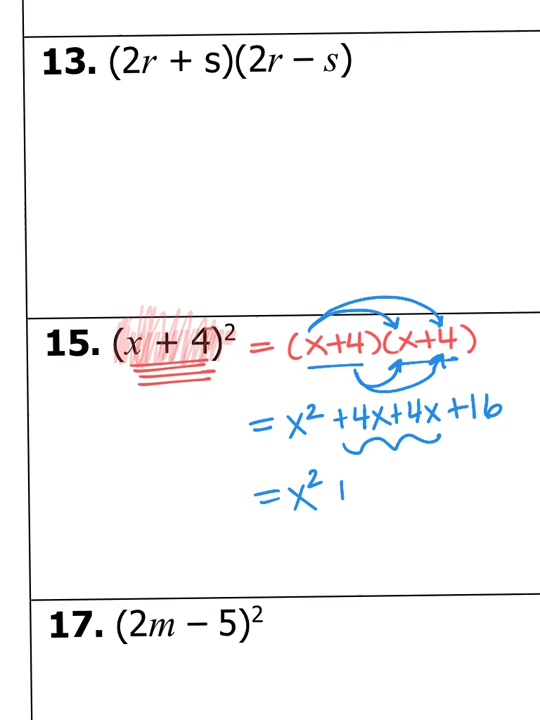 13. (2r + s)(2r − s)
15. (x + 4)² = (x+4)(x+4)
= x² +4x+4x+16
= x²
17. (2m − 5)²